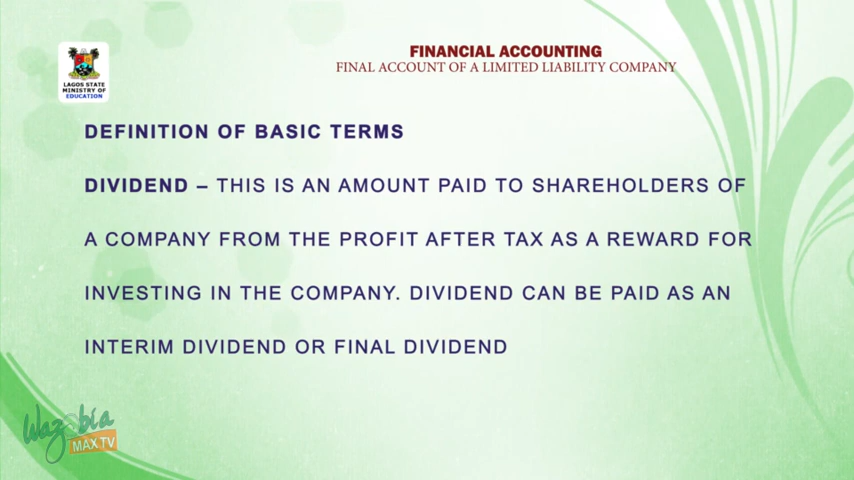 FINANCIAL ACCOUNTING
FINAL ACCOUNT OF A LIMITED LIABILITY COMPANY
LAGOS STATE
MINISTRY OF
EDUCATION
DEFINITION OF BASIC TERMS
DIVIDEND – THIS IS AN AMOUNT PAID TO SHAREHOLDERS OF
A COMPANY FROM THE PROFIT AFTER TAX AS A REWARD FOR
INVESTING IN THE COMPANY. DIVIDEND CAN BE PAID AS AN
INTERIM DIVIDEND OR FINAL DIVIDEND
Wazobia
MAX TV